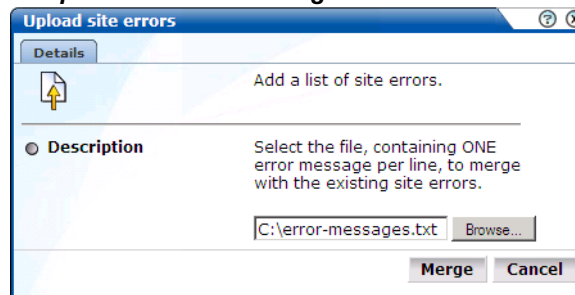 Upload site errors
Details
Add a list of site errors.
Description
Select the file, containing ONE
error message per line, to merge
with the existing site errors.
C:\error-messages.txt Browse...
Merge Cancel